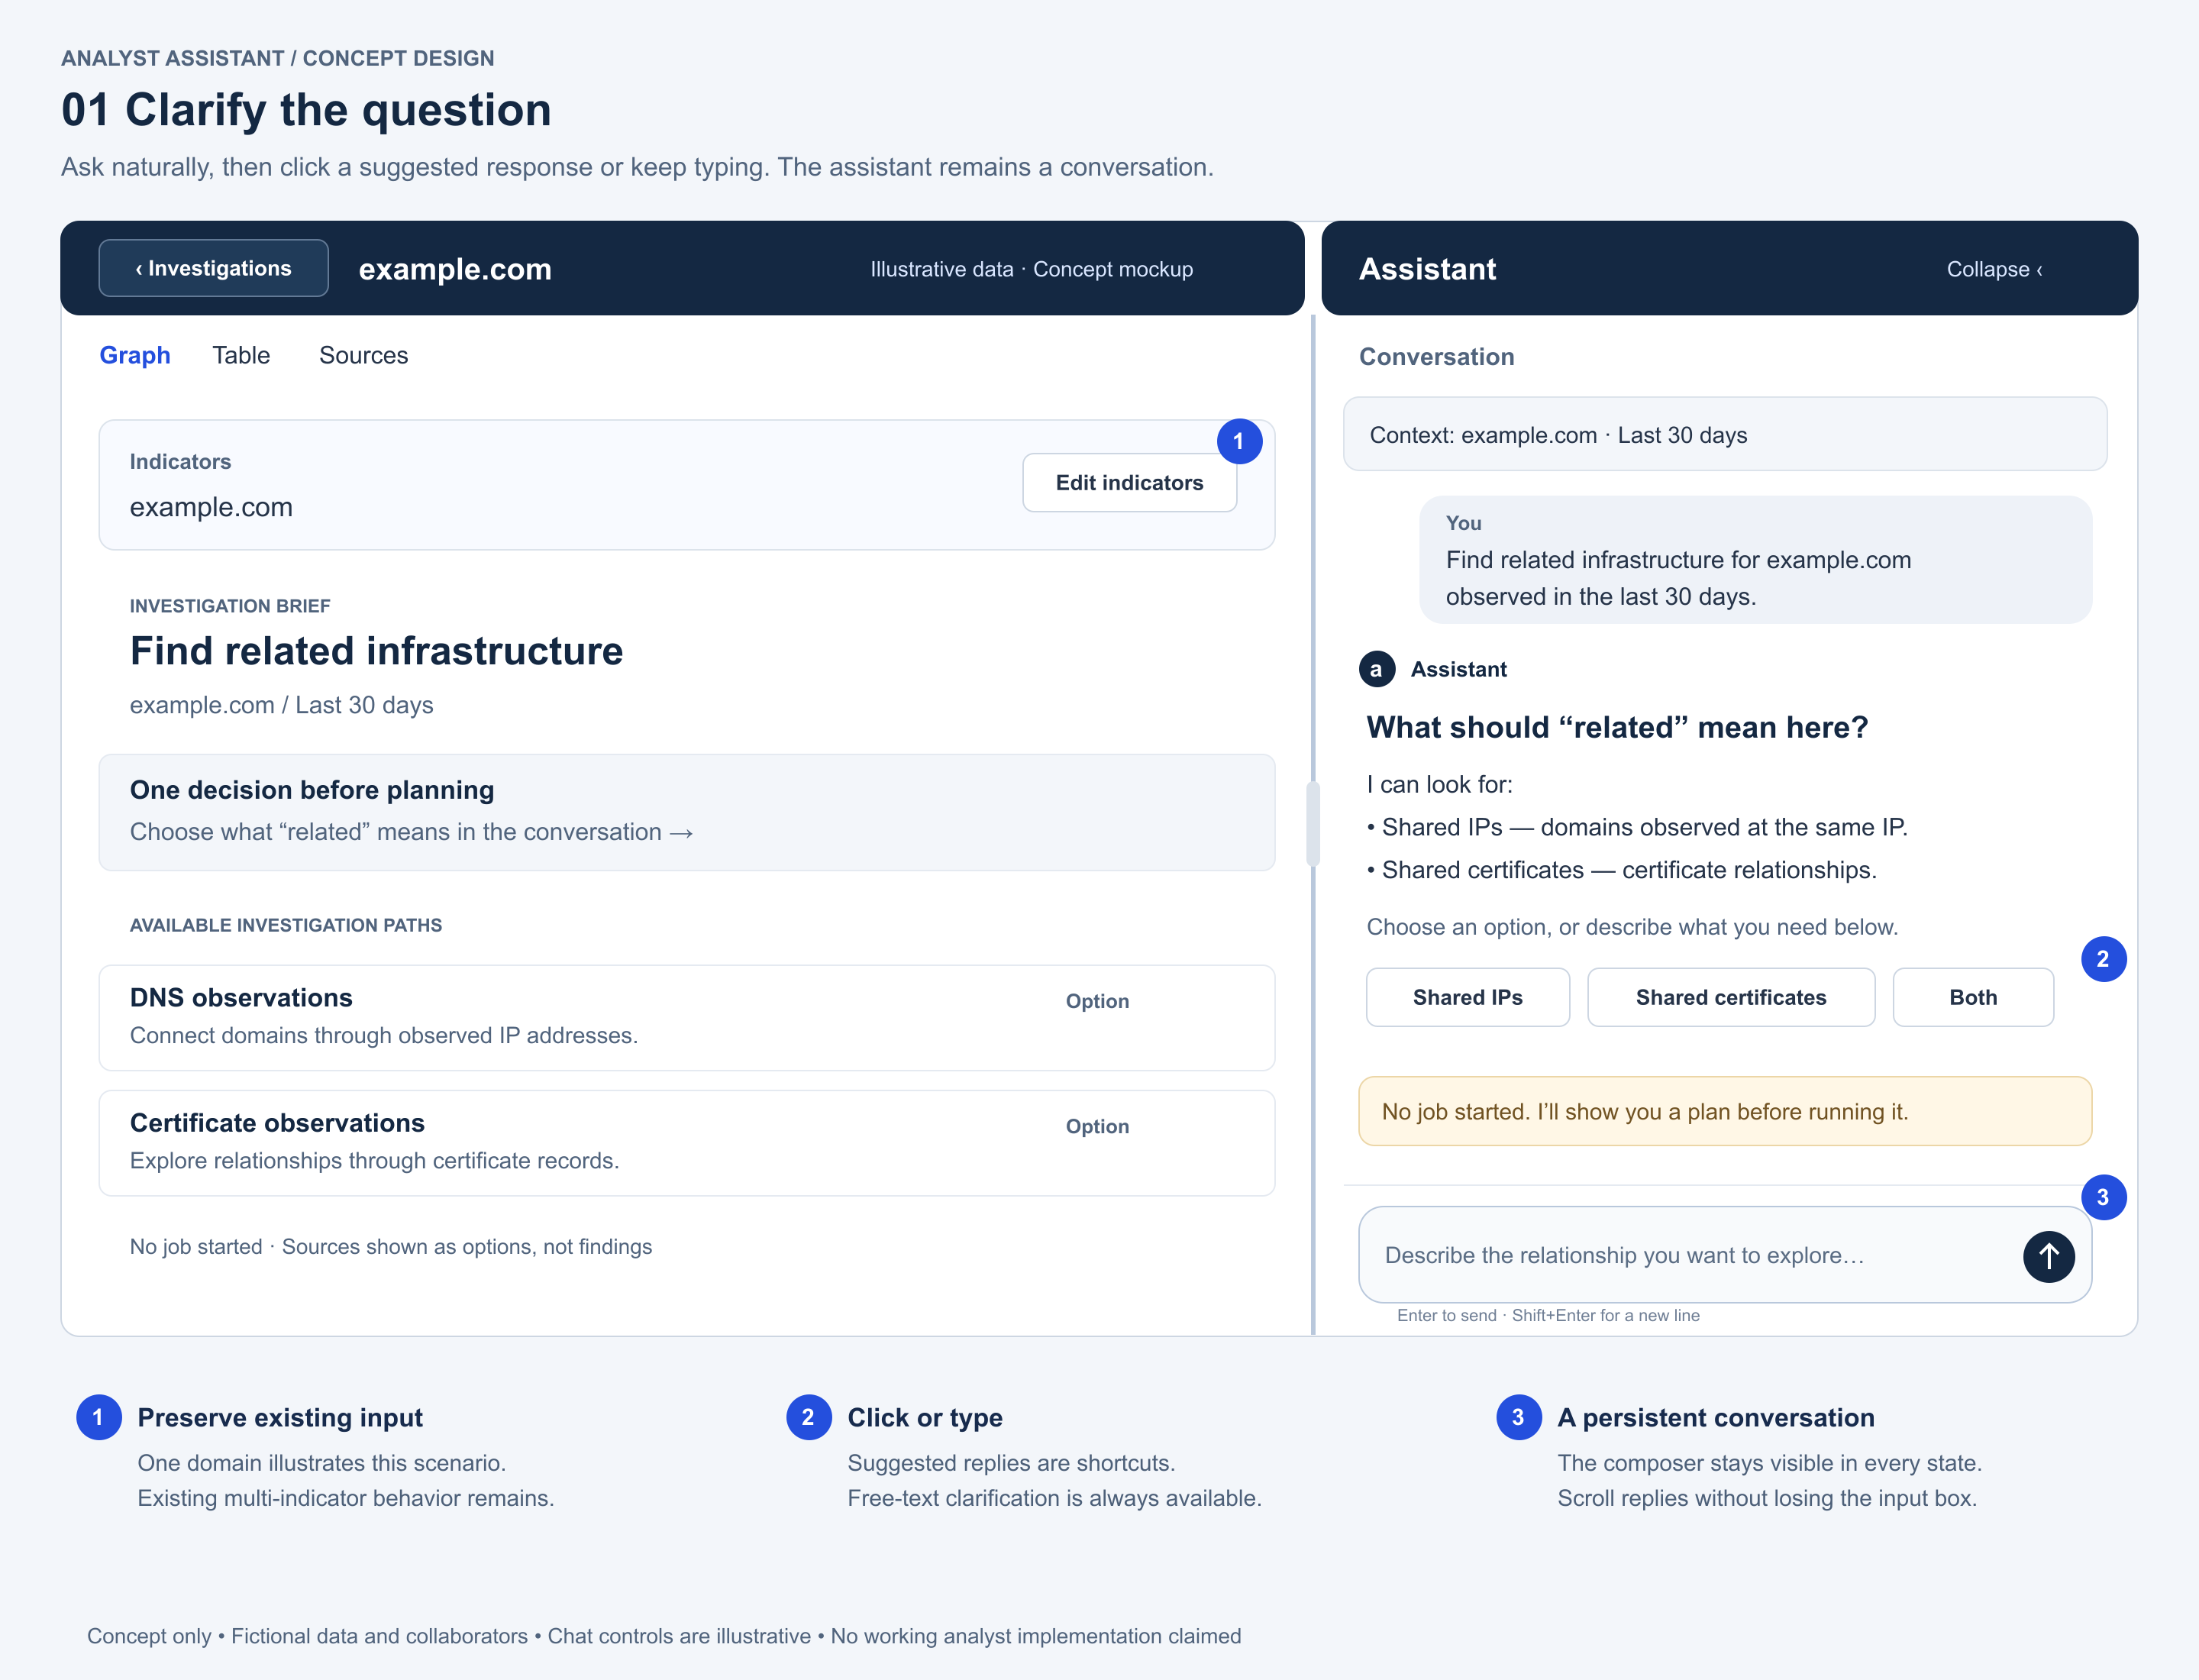 ANALYST ASSISTANT / CONCEPT DESIGN
01 Clarify the question
Ask naturally, then click a suggested response or keep typing. The assistant remains a conversation.
‹ Investigations
example.com
Illustrative data · Concept mockup
Graph
Table
Sources
Indicators
example.com
Edit indicators
1
INVESTIGATION BRIEF
Find related infrastructure
example.com / Last 30 days
One decision before planning
Choose what “related” means in the conversation →
AVAILABLE INVESTIGATION PATHS
DNS observations
Connect domains through observed IP addresses.
Option
Certificate observations
Explore relationships through certificate records.
Option
No job started · Sources shown as options, not findings
Assistant
Collapse ‹
Conversation
Context: example.com · Last 30 days
You
Find related infrastructure for example.com
observed in the last 30 days.
a
Assistant
What should “related” mean here?
I can look for:
• Shared IPs — domains observed at the same IP.
• Shared certificates — certificate relationships.
Choose an option, or describe what you need below.
2
Shared IPs
Shared certificates
Both
No job started. I’ll show you a plan before running it.
3
Describe the relationship you want to explore…
Enter to send · Shift+Enter for a new line
1
Preserve existing input
One domain illustrates this scenario.
Existing multi-indicator behavior remains.
2
Click or type
Suggested replies are shortcuts.
Free-text clarification is always available.
3
A persistent conversation
The composer stays visible in every state.
Scroll replies without losing the input box.
Concept only • Fictional data and collaborators • Chat controls are illustrative • No working analyst implementation claimed